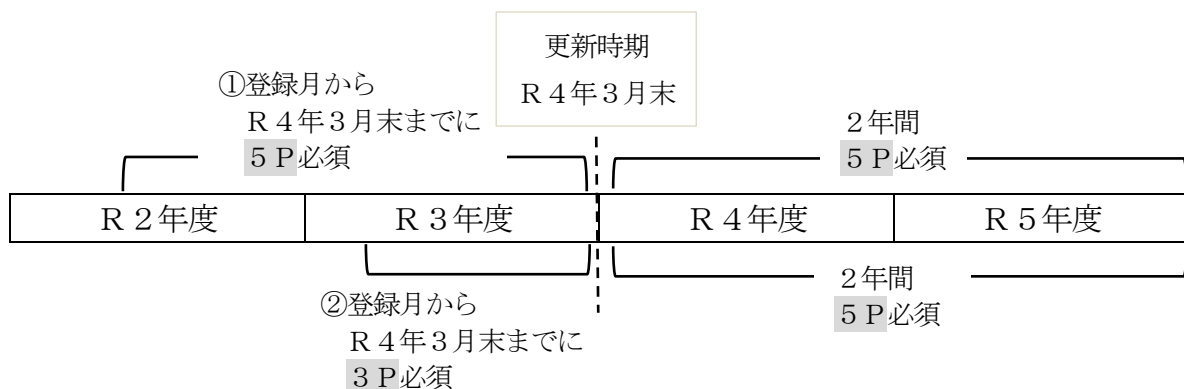 更新時期
Ｒ４年３月末
①登録月から
Ｒ４年３月末までに
５Ｐ必須
２年間
５Ｐ必須
Ｒ２年度
Ｒ３年度
Ｒ４年度
Ｒ５年度
②登録月から
Ｒ４年３月末までに
３Ｐ必須
２年間
５Ｐ必須